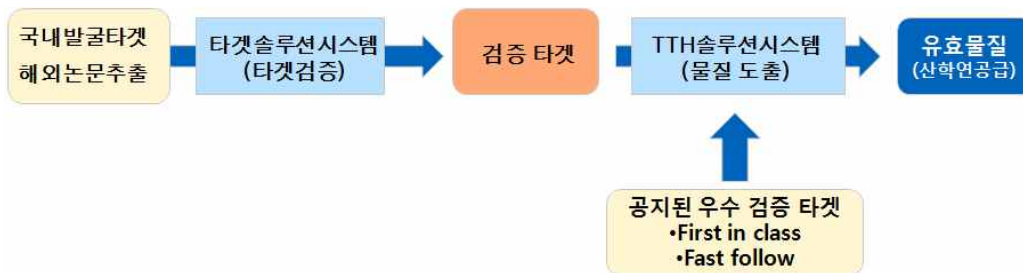 국내발굴타겟
해외논문추출
타겟솔루션시스템
(타겟검증)
검증 타겟
TTH솔루션시스템
(물질 도출)
유효물질
(산학연공급)
공지된 우수 검증 타겟
•First in class
•Fast follow